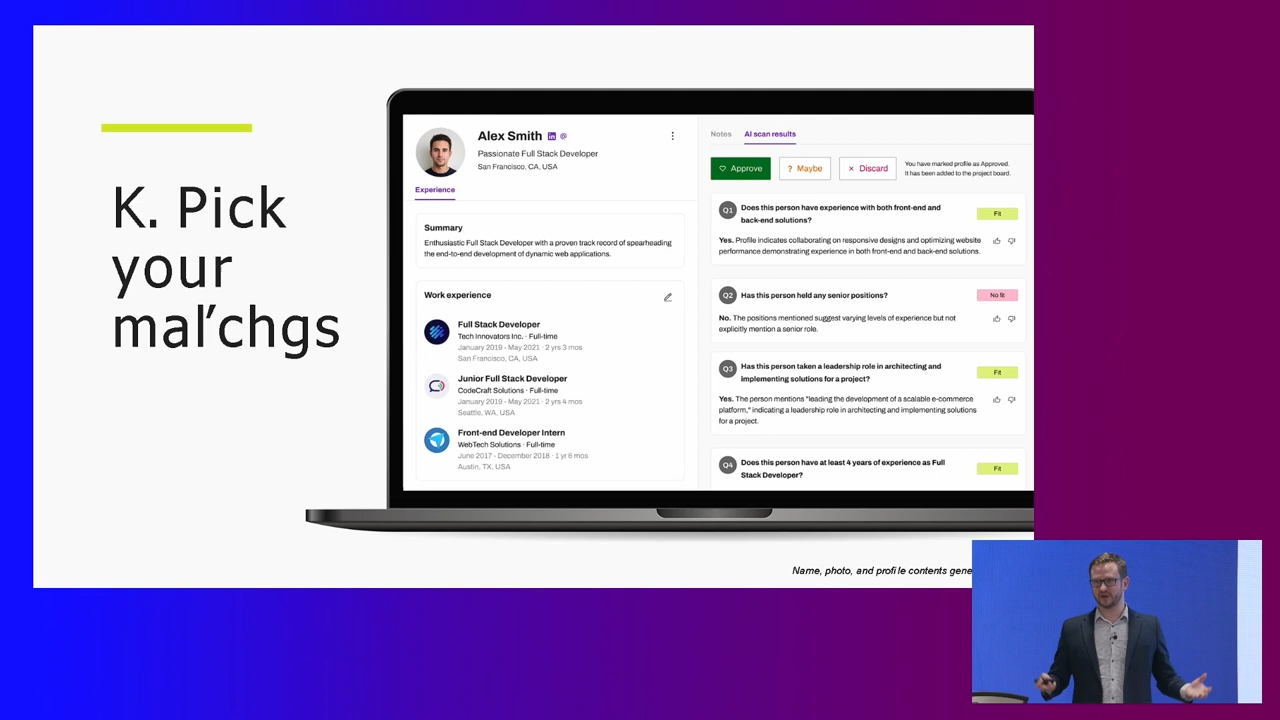 K. Pick
your
mal’chgs
Alex Smith
Passionate Full Stack Developer
San Francisco, CA, USA
Experience
Summary
Enthusiastic Full Stack Developer with a proven track record of spearheading
the end-to-end development of dynamic web applications.
Work experience
Full Stack Developer
Tech Innovators Inc. · Full-time
January 2019 - May 2021 · 2 yrs 3 mos
San Francisco, CA, USA
Junior Full Stack Developer
CodeCraft Solutions · Full-time
January 2019 - May 2021 · 2 yrs 4 mos
Seattle, WA, USA
Front-end Developer Intern
WebTech Solutions · Full-time
June 2017 - December 2018 · 1 yr 6 mos
Austin, TX, USA
Notes
AI scan results
Approve
? Maybe
× Discard
You have marked profile as Approved.
It has been added to the project board.
Q1
Does this person have experience with both front-end and
back-end solutions?
Fit
Yes. Profile indicates collaborating on responsive designs and optimizing website
performance demonstrating experience in both front-end and back-end solutions.
Q2
Has this person held any senior positions?
No fit
No. The positions mentioned suggest varying levels of experience but not
explicitly mention a senior role.
Q3
Has this person taken a leadership role in architecting and
implementing solutions for a project?
Fit
Yes. The person mentions "leading the development of a scalable e-commerce
platform," indicating a leadership role in architecting and implementing solutions
for a project.
Q4
Does this person have at least 4 years of experience as Full
Stack Developer?
Fit
Name, photo, and profile contents gene